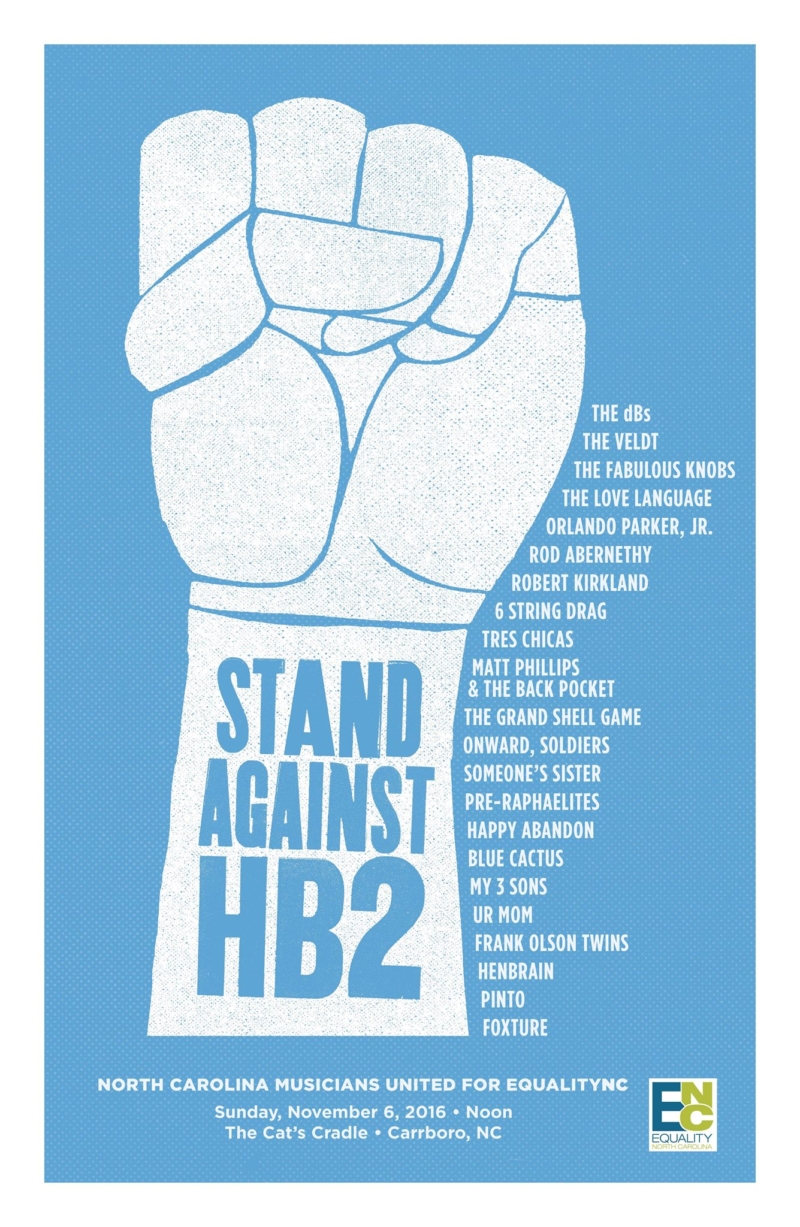 THE dBs
THE VELDT
THE FABULOUS KNOBS
THE LOVE LANGUAGE
ORLANDO PARKER, JR.
ROD ABERNETHY
ROBERT KIRKLAND
6 STRING DRAG
TRES CHICAS
MATT PHILLIPS
& THE BACK POCKET
THE GRAND SHELL GAME
ONWARD, SOLDIERS
SOMEONE'S SISTER
PRE-RAPHAELITES
HAPPY ABANDON
BLUE CACTUS
MY 3 SONS
UR MOM
FRANK OLSON TWINS
HENBRAIN
PINTO
FOXTURE
STAND
AGAINST
HB2
NORTH CAROLINA MUSICIANS UNITED FOR EQUALITYNC
Sunday, November 6, 2016 • Noon
The Cat's Cradle • Carrboro, NC
ENC
EQUALITY
NORTH CAROLINA